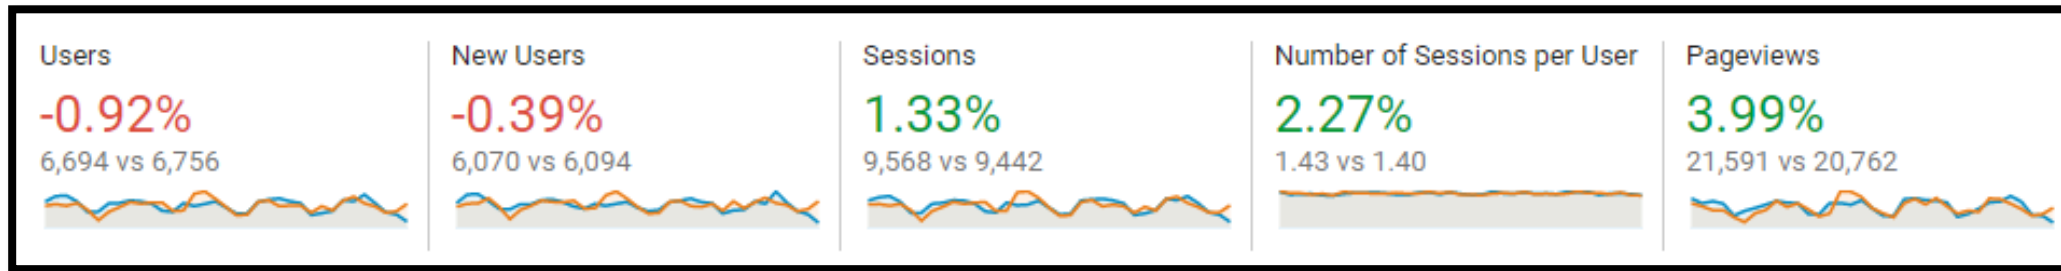 Users
-0.92%
6,694 vs 6,756
New Users
-0.39%
6,070 vs 6,094
Sessions
1.33%
9,568 vs 9,442
Number of Sessions per User
2.27%
1.43 vs 1.40
Pageviews
3.99%
21,591 vs 20,762